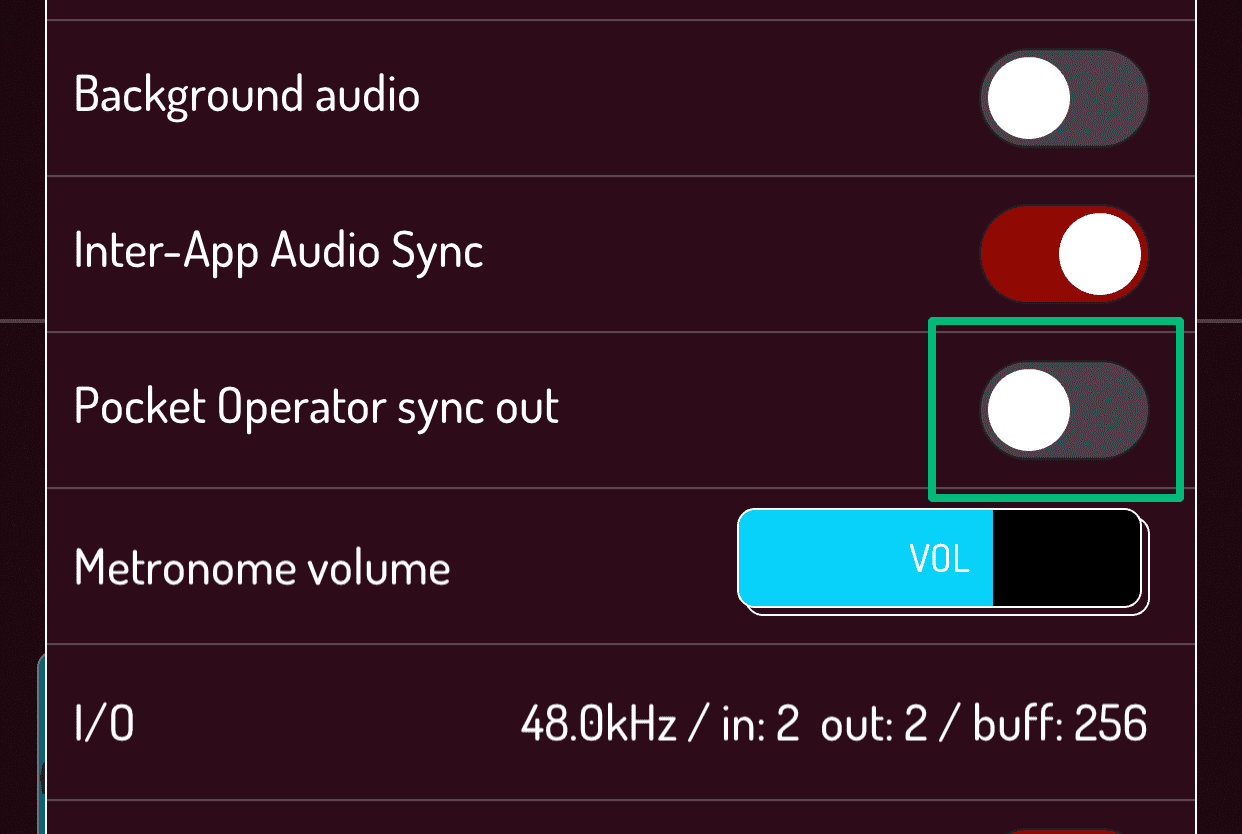 Background audio
Inter-App Audio Sync
Pocket Operator sync out
Metronome volume VOL
I/O 48.0kHz / in: 2 out: 2 / buff: 256